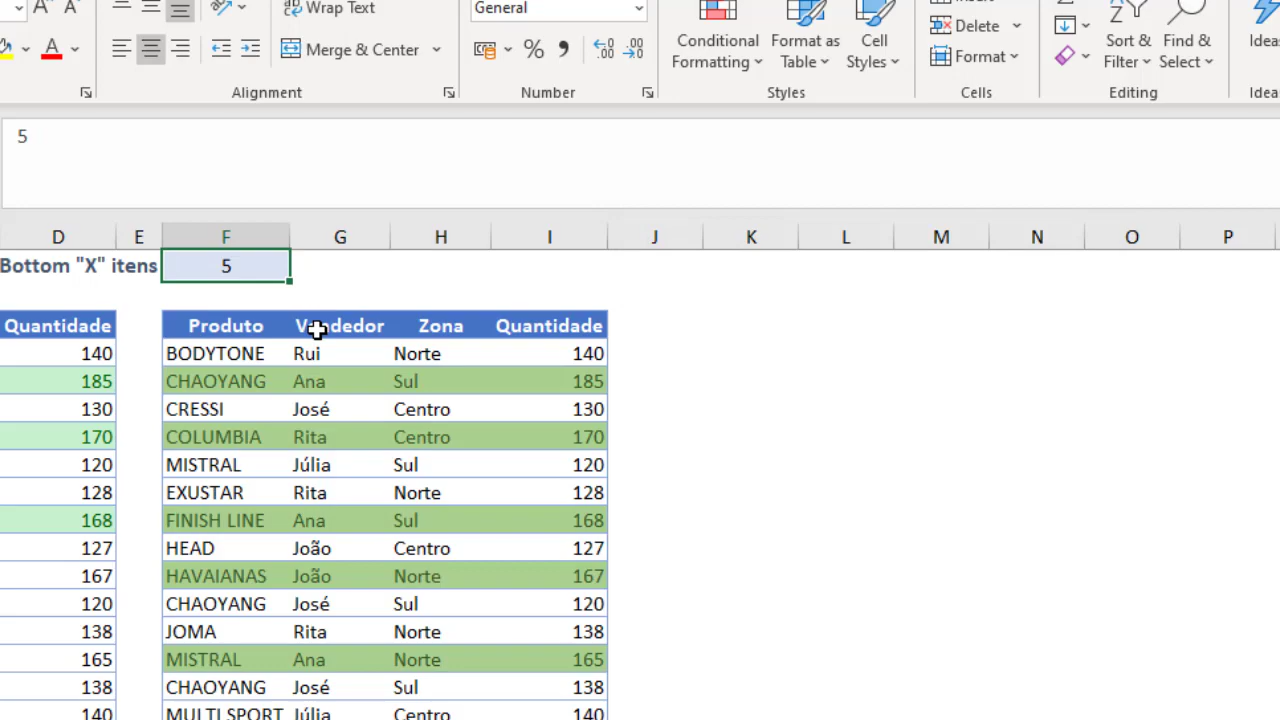 Wrap Text
General
Merge & Center
%
Conditional Formatting
Format as Table
Cell Styles
Delete
Format
Sort & Filter
Find & Select
Alignment
Number
Styles
Cells
Editing
5
D E F G H I J K L M N O P
Bottom "X" itens 5
Quantidade Produto Vendedor Zona Quantidade
140 BODYTONE Rui Norte 140
185 CHAOYANG Ana Sul 185
130 CRESSI José Centro 130
170 COLUMBIA Rita Centro 170
120 MISTRAL Júlia Sul 120
128 EXUSTAR Rita Norte 128
168 FINISH LINE Ana Sul 168
127 HEAD João Centro 127
167 HAVAIANAS João Norte 167
120 CHAOYANG José Sul 120
138 JOMA Rita Norte 138
165 MISTRAL Ana Norte 165
138 CHAOYANG José Sul 138
140 MULTI SPORT Júlia Centro 140